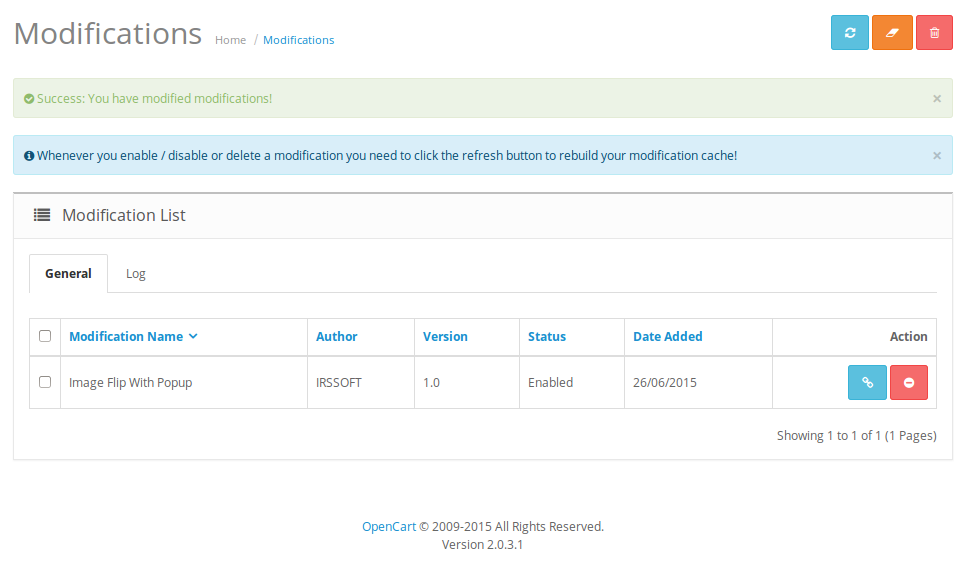 Modifications Home / Modifications
Success: You have modified modifications! ×
Whenever you enable / disable or delete a modification you need to click the refresh button to rebuild your modification cache! ×
Modification List
General Log
Modification Name Author Version Status Date Added Action
Image Flip With Popup IRSSOFT 1.0 Enabled 26/06/2015
Showing 1 to 1 of 1 (1 Pages)
OpenCart © 2009-2015 All Rights Reserved.
Version 2.0.3.1